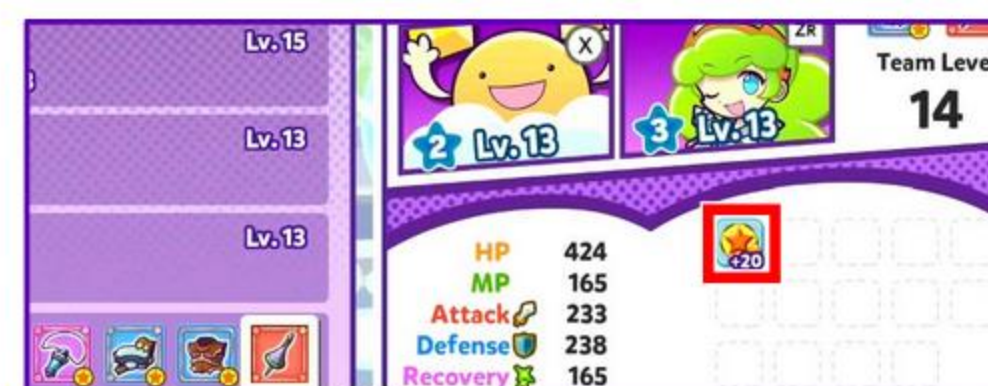 Lv.15
Lv.13
Lv.13
X
2 Lv.13
ZR
3 Lv.13
Team Leve
14
+20
HP 424
MP 165
Attack 233
Defense 238
Recovery 165